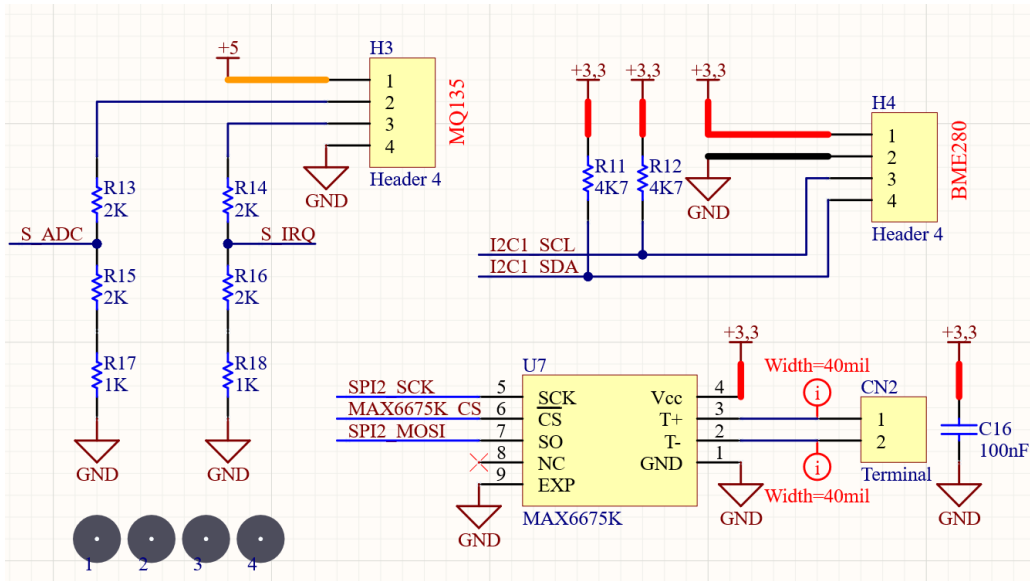 +5
H3
1
2
3
4
MQ135
Header 4
GND
R13
2K
R14
2K
S_ADC
S_IRQ
R15
2K
R16
2K
R17
1K
R18
1K
GND
GND
+3,3
+3,3
+3,3
H4
1
2
3
4
BME280
Header 4
R11
4K7
R12
4K7
GND
I2C1_SCL
I2C1_SDA
U7
SPI2_SCK
5
SCK
MAX6675K_CS
6
CS
SPI2_MOSI
7
SO
8
NC
9
EXP
Vcc
4
T+
3
T-
2
GND
1
MAX6675K
GND
GND
+3,3
Width=40mil
i
i
Width=40mil
CN2
1
2
Terminal
+3,3
C16
100nF
GND
1
2
3
4